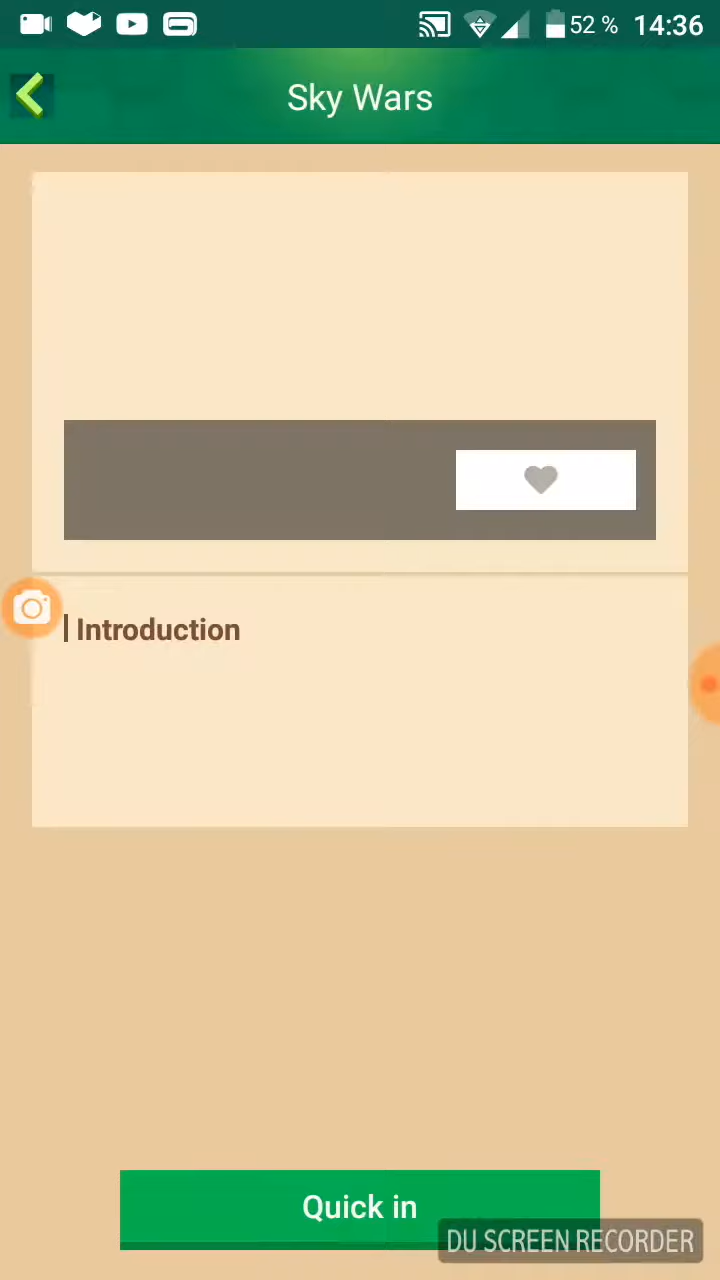 52 % 14:36
Sky Wars
Introduction
Quick in
DU SCREEN RECORDER